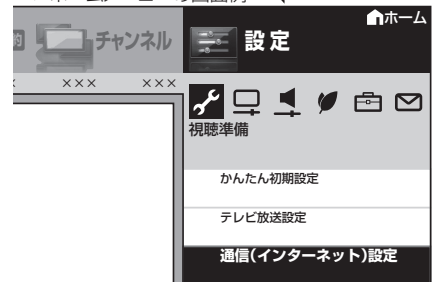 ホーム
チャンネル
設定
××× ×××
視聴準備
かんたん初期設定
テレビ放送設定
通信(インターネット)設定